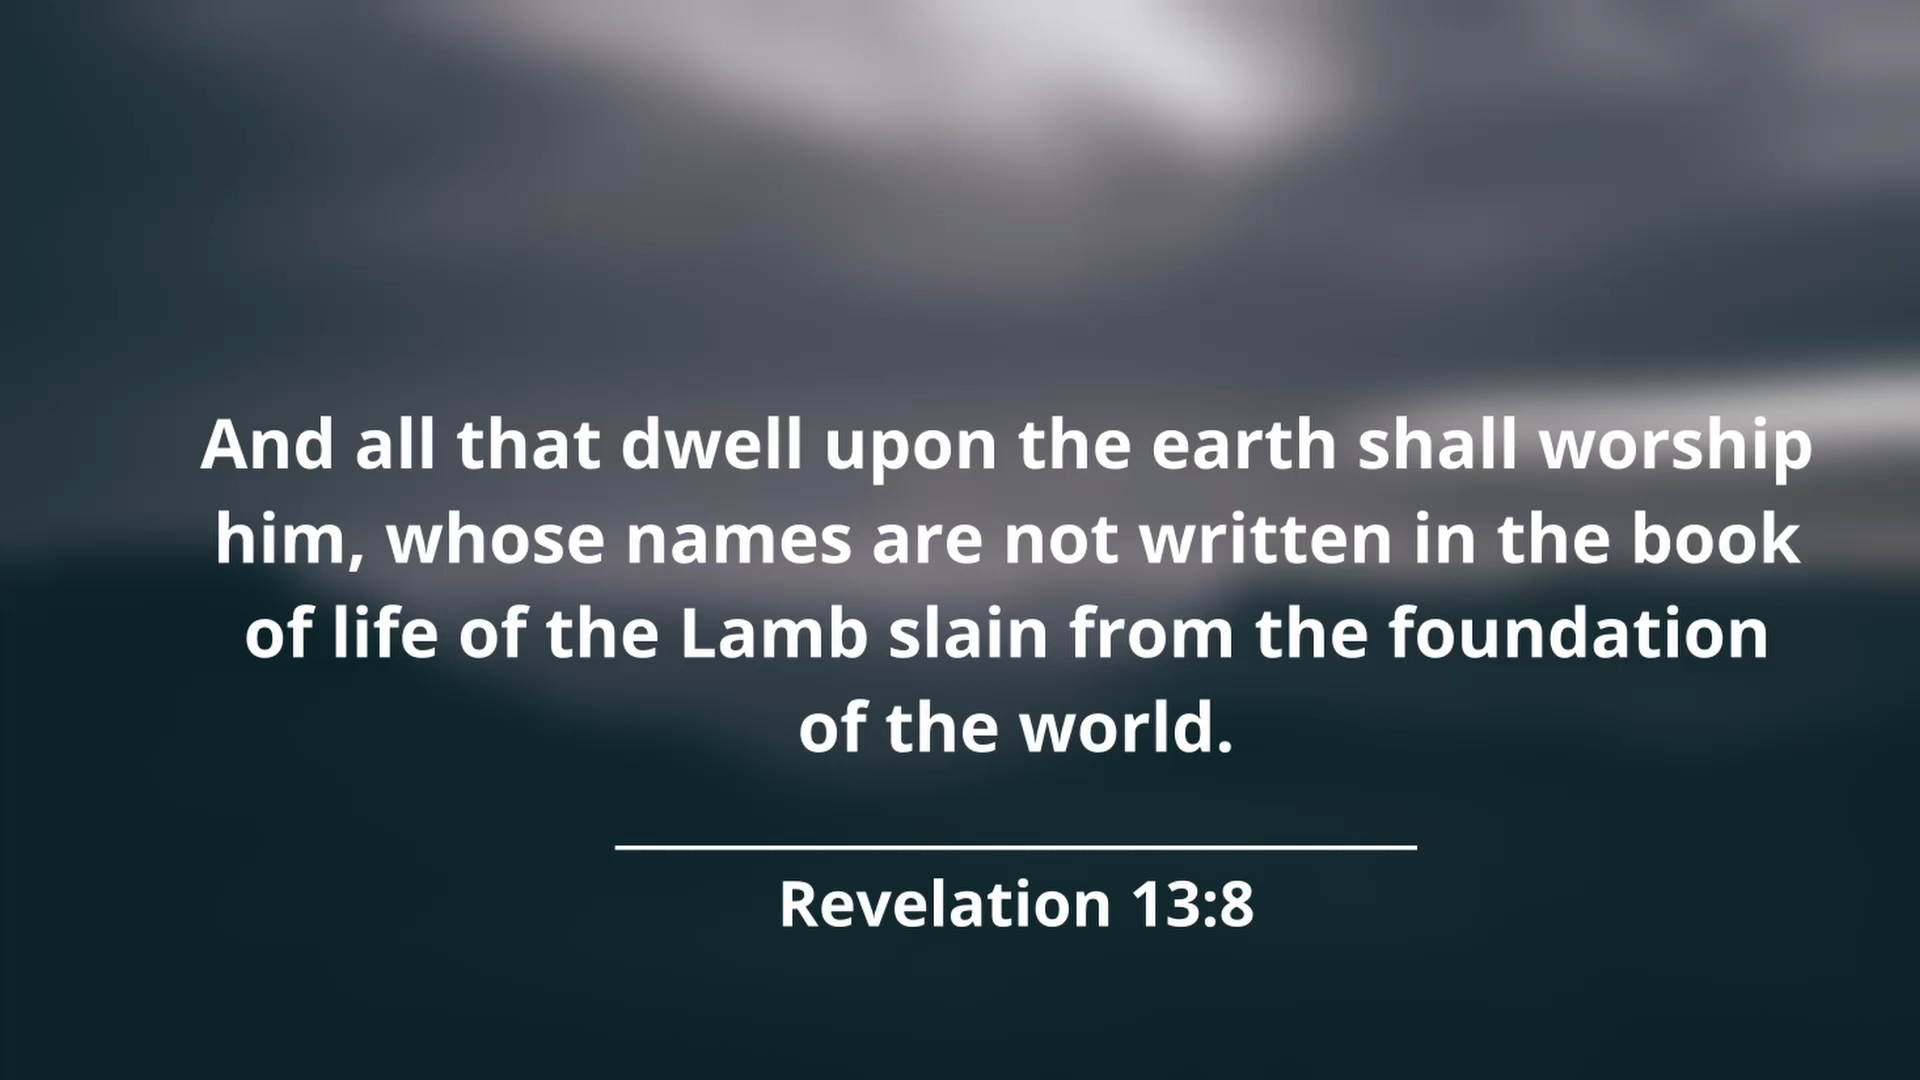 And all that dwell upon the earth shall worship
him, whose names are not written in the book
of life of the Lamb slain from the foundation
of the world.
Revelation 13:8